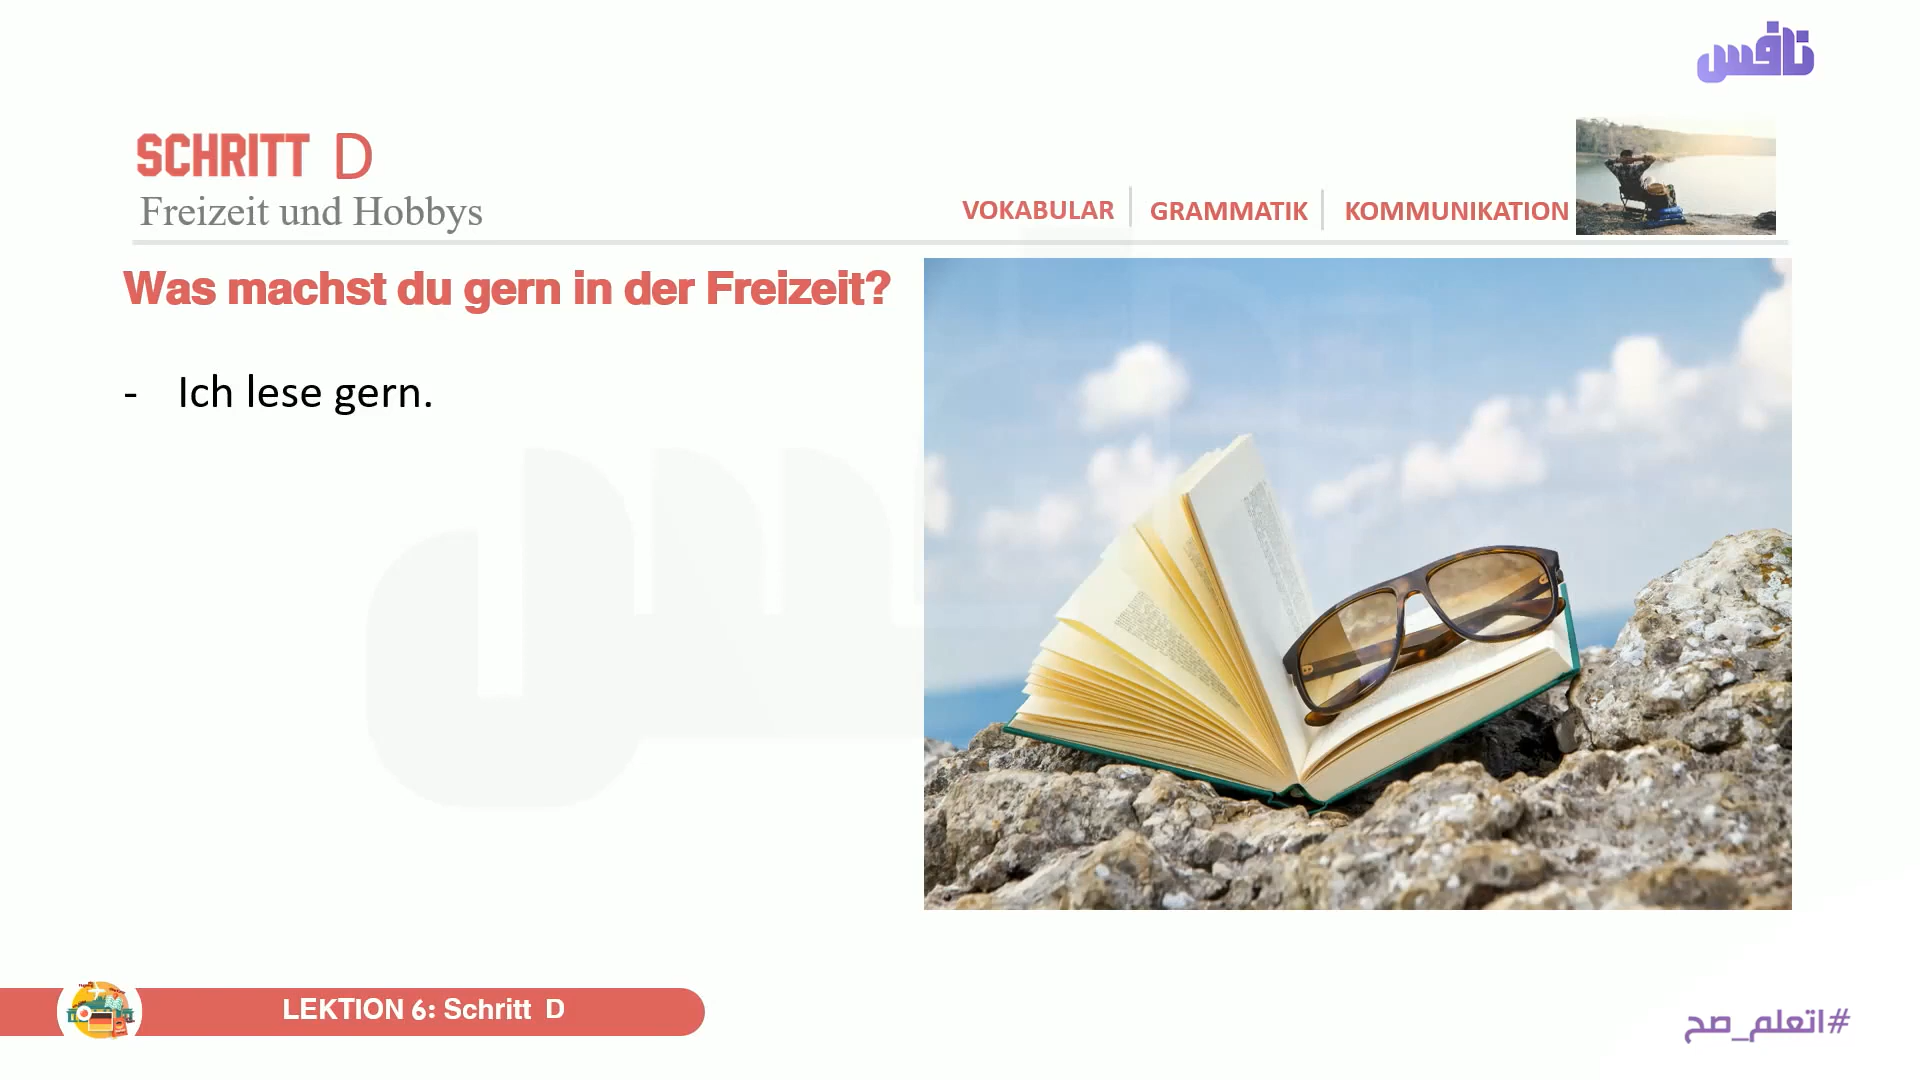 نافس
SCHRITT D
Freizeit und Hobbys
VOKABULAR
GRAMMATIK
KOMMUNIKATION
Was machst du gern in der Freizeit?
- Ich lese gern.
LEKTION 6: Schritt D
#اتعلم_صح